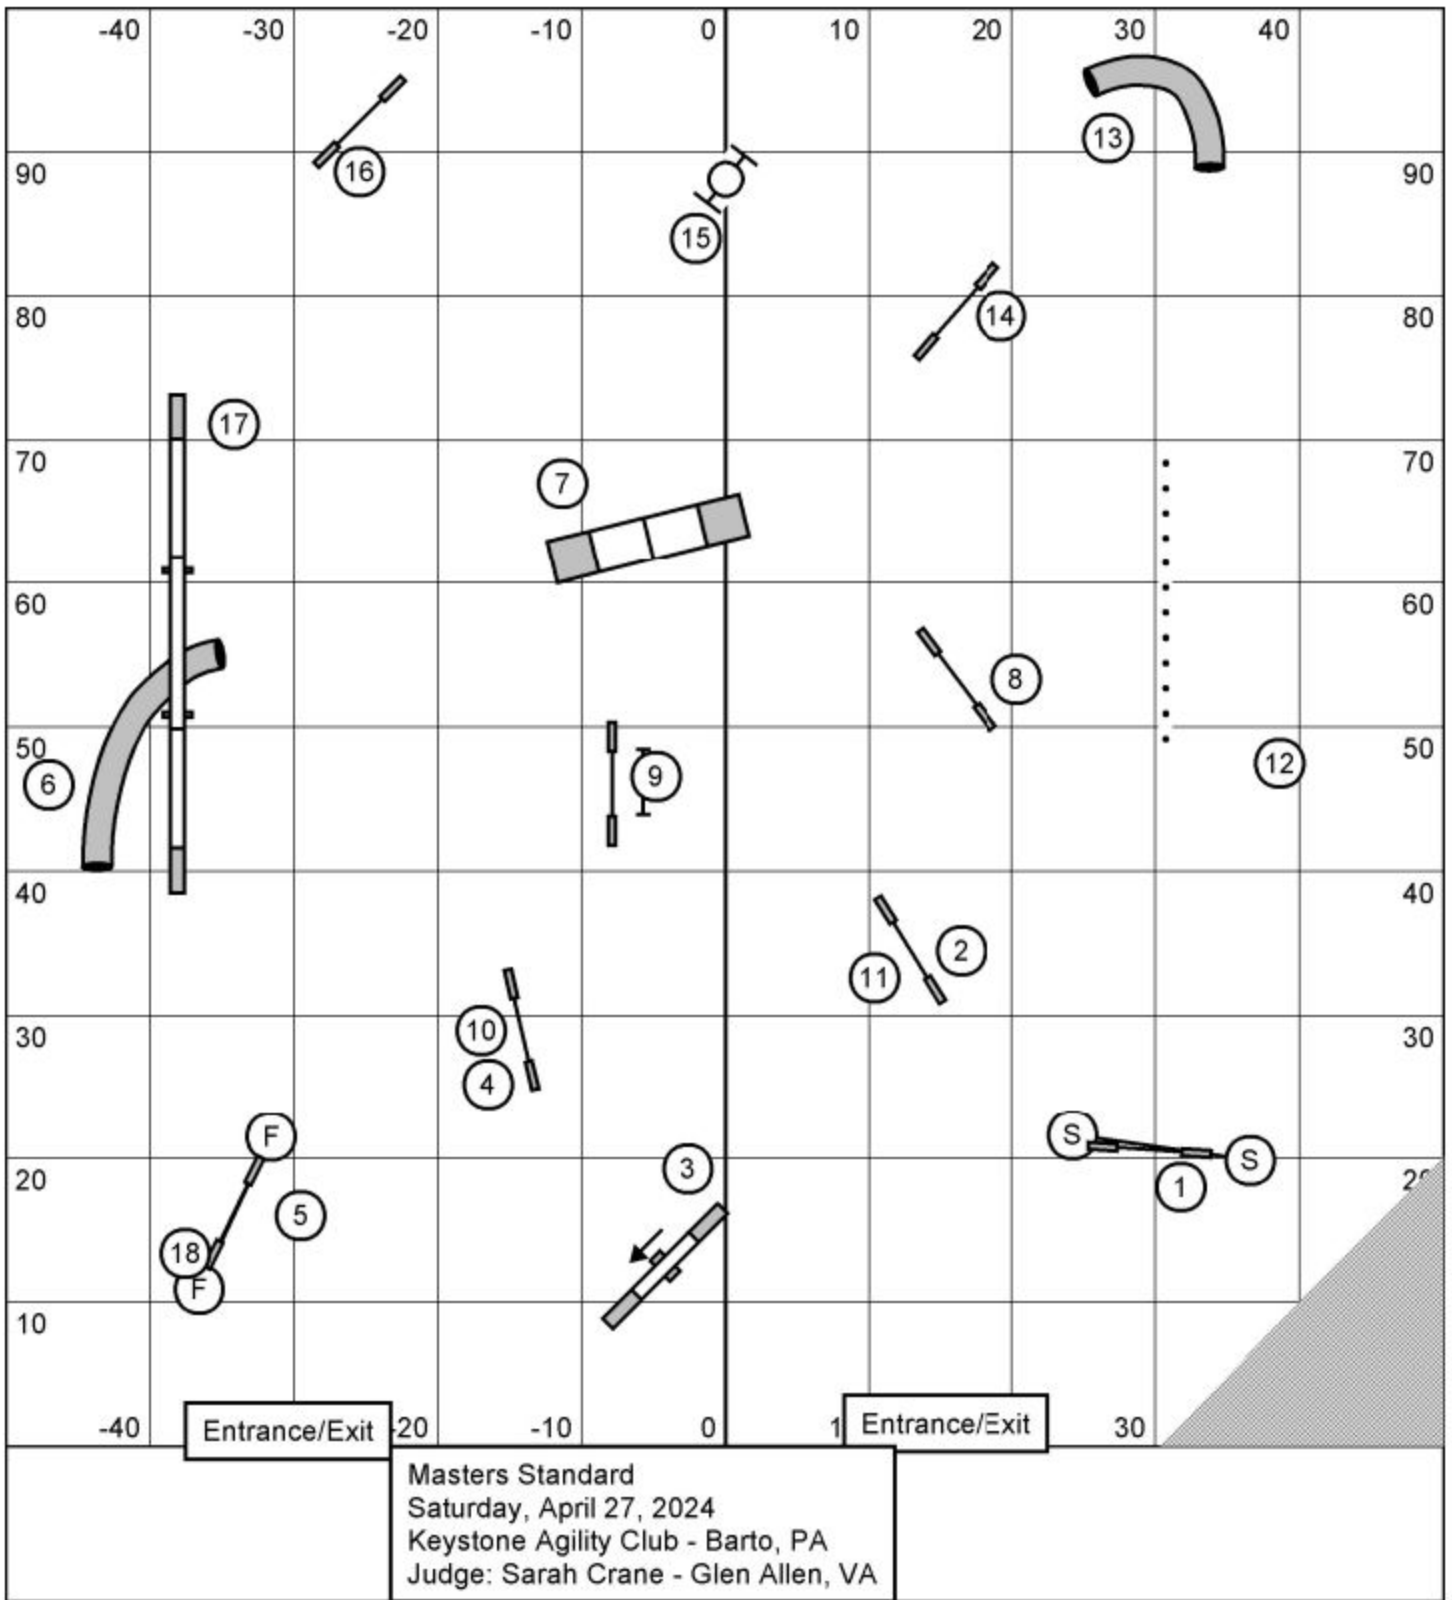 -40 -30 -20 -10 0 10 20 30 40
13
90 16 90
15
80 14 80
17
70 70
7
60 60
8
50 9 50
6 12
40 40
2
11
30 10 30
4
F S
20 3 S
5 1
18
F
10
-40 -20 -10 0 30
Entrance/Exit Entrance/Exit
Masters Standard
Saturday, April 27, 2024
Keystone Agility Club - Barto, PA
Judge: Sarah Crane - Glen Allen, VA